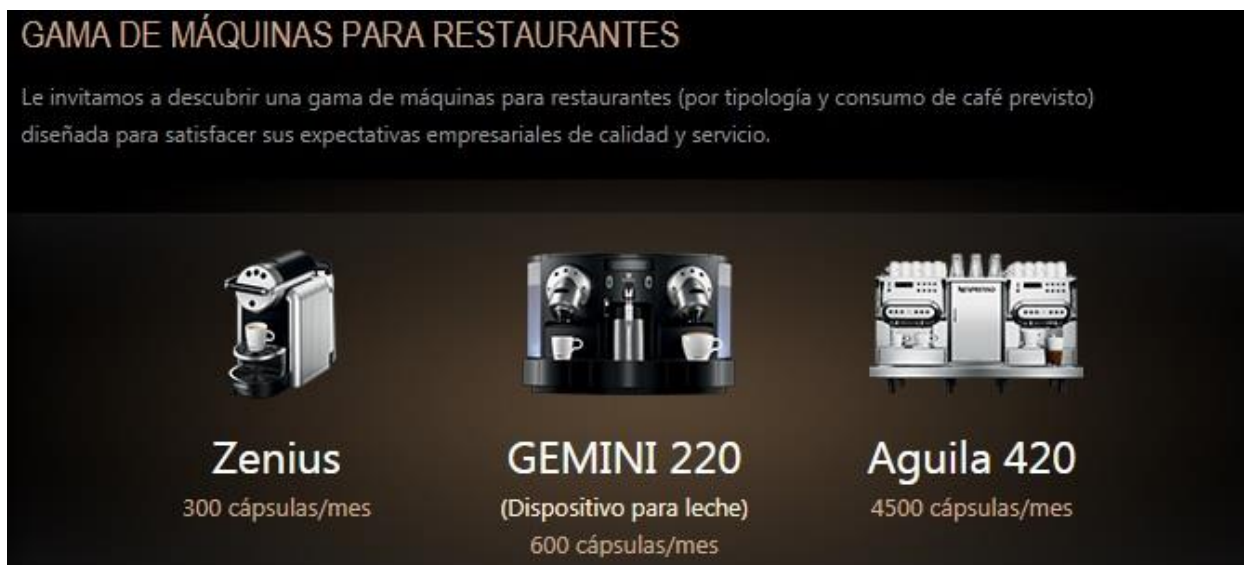 GAMA DE MÁQUINAS PARA RESTAURANTES
Le invitamos a descubrir una gama de máquinas para restaurantes (por tipología y consumo de café previsto)
diseñada para satisfacer sus expectativas empresariales de calidad y servicio.
NESPRESSO
Zenius
300 cápsulas/mes
GEMINI 220
(Dispositivo para leche)
600 cápsulas/mes
Aguila 420
4500 cápsulas/mes